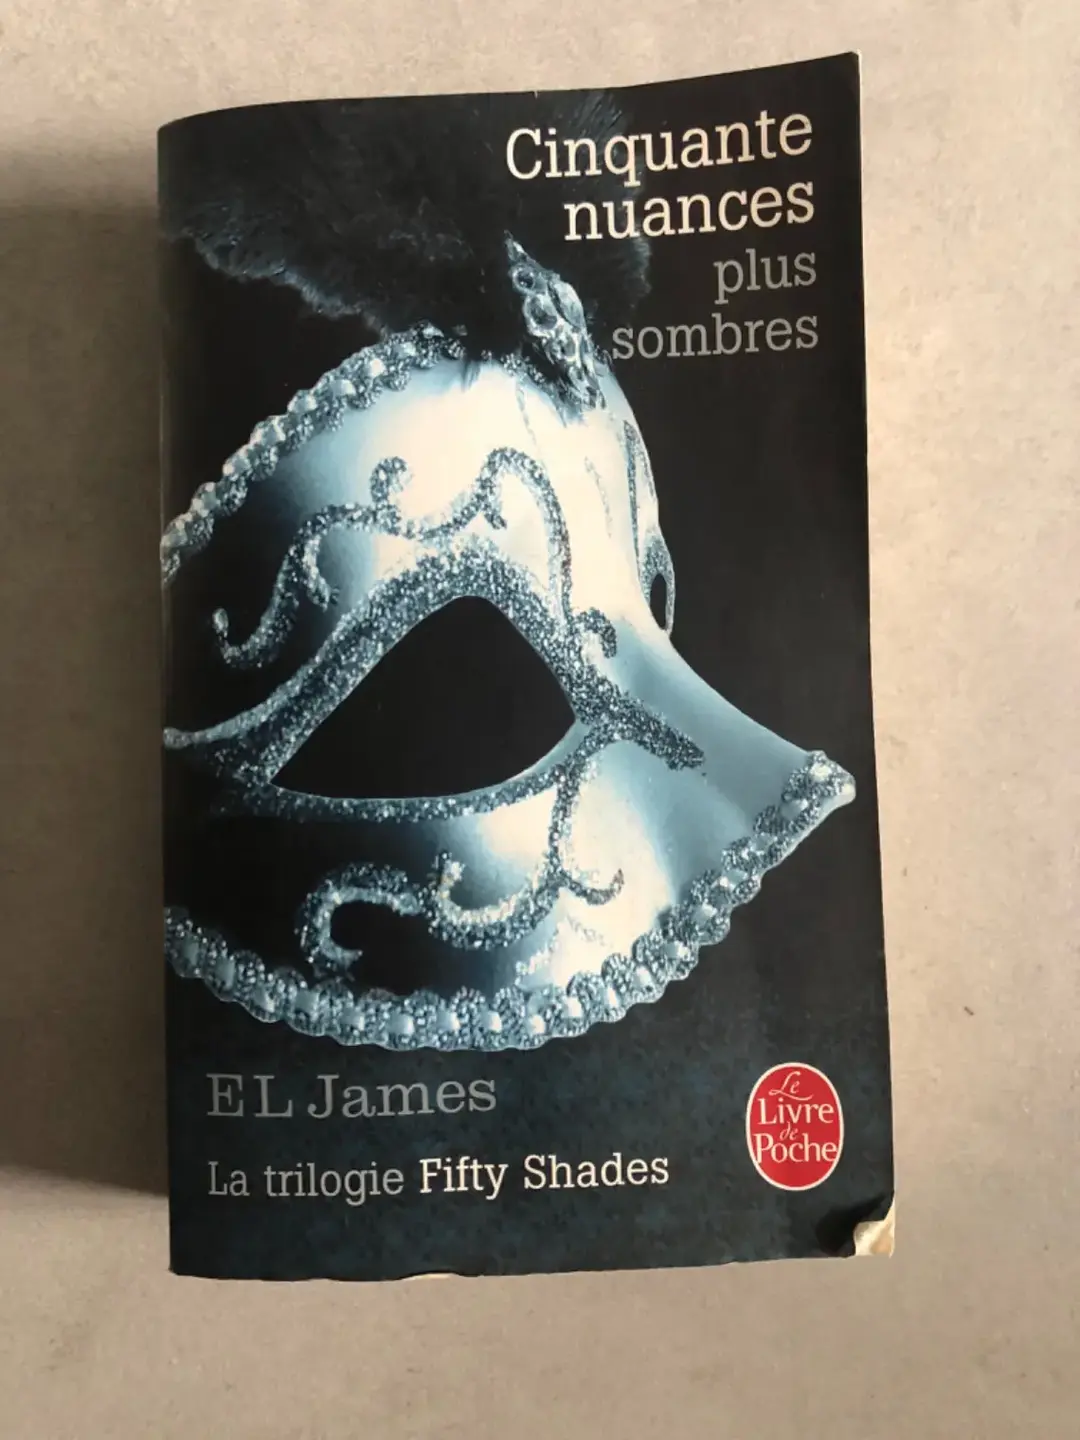 Cinquante
nuances
plus
sombres
E L James
La trilogie Fifty Shades
Le
Livre
de
Poche